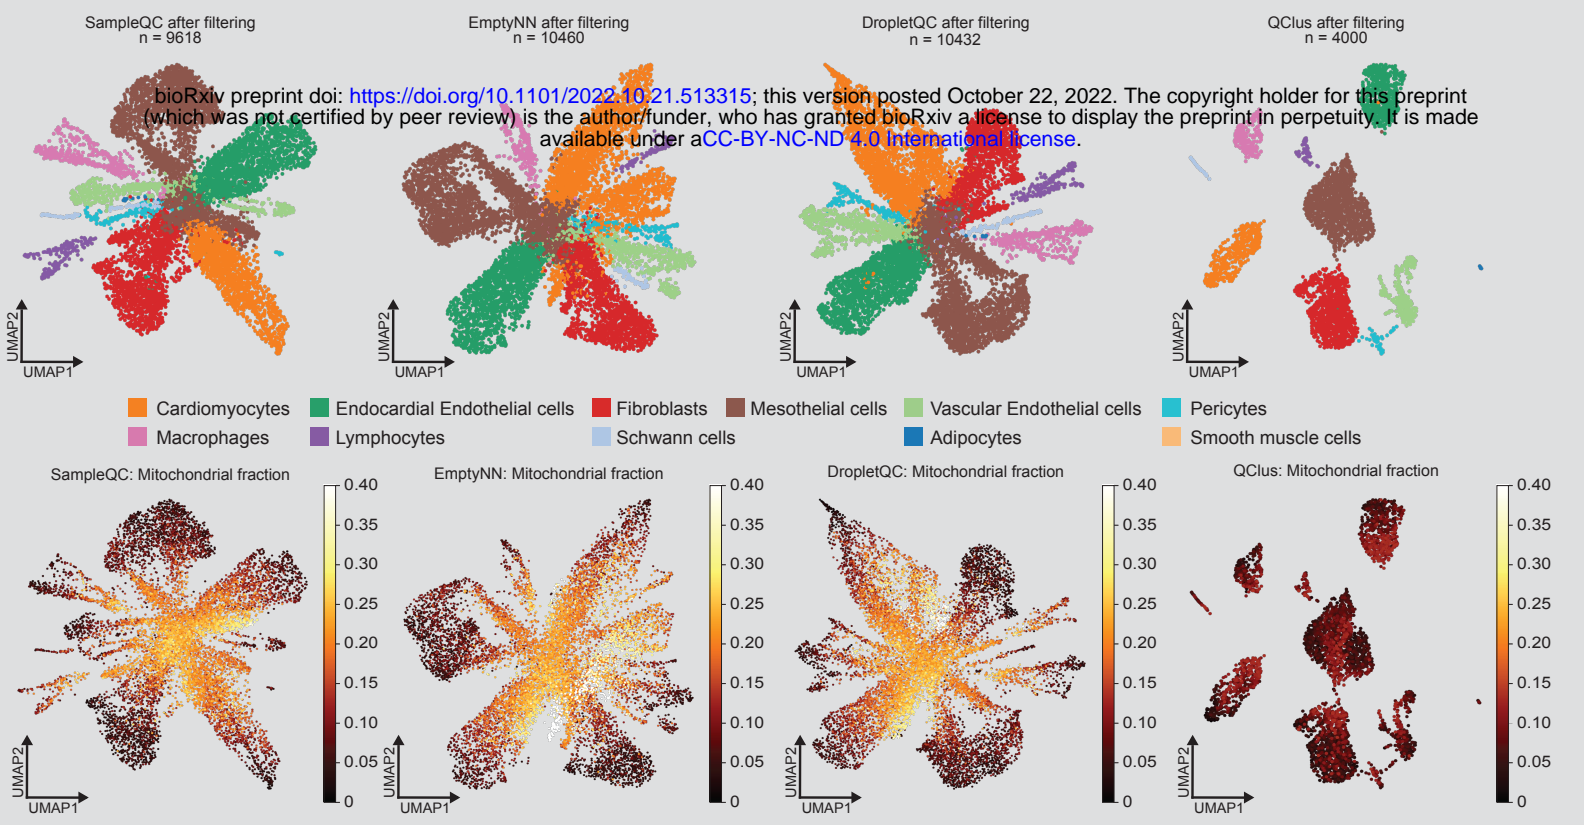 SampleQC after filtering
n = 9618
EmptyNN after filtering
n = 10460
DropletQC after filtering
n = 10432
QClus after filtering
n = 4000
bioRxiv preprint doi: https://doi.org/10.1101/2022.10.21.513315; this version posted October 22, 2022. The copyright holder for this preprint
(which was not certified by peer review) is the author/funder, who has granted bioRxiv a license to display the preprint in perpetuity. It is made
available under aCC-BY-NC-ND 4.0 International license.
UMAP2
UMAP1
UMAP2
UMAP1
UMAP2
UMAP1
UMAP2
UMAP1
Cardiomyocytes
Endocardial Endothelial cells
Fibroblasts
Mesothelial cells
Vascular Endothelial cells
Pericytes
Macrophages
Lymphocytes
Schwann cells
Adipocytes
Smooth muscle cells
SampleQC: Mitochondrial fraction
0.40
0.35
0.30
0.25
0.20
0.15
0.10
0.05
0
UMAP2
UMAP1
EmptyNN: Mitochondrial fraction
0.40
0.35
0.30
0.25
0.20
0.15
0.10
0.05
0
UMAP2
UMAP1
DropletQC: Mitochondrial fraction
0.40
0.35
0.30
0.25
0.20
0.15
0.10
0.05
0
UMAP2
UMAP1
QClus: Mitochondrial fraction
0.40
0.35
0.30
0.25
0.20
0.15
0.10
0.05
0
UMAP2
UMAP1